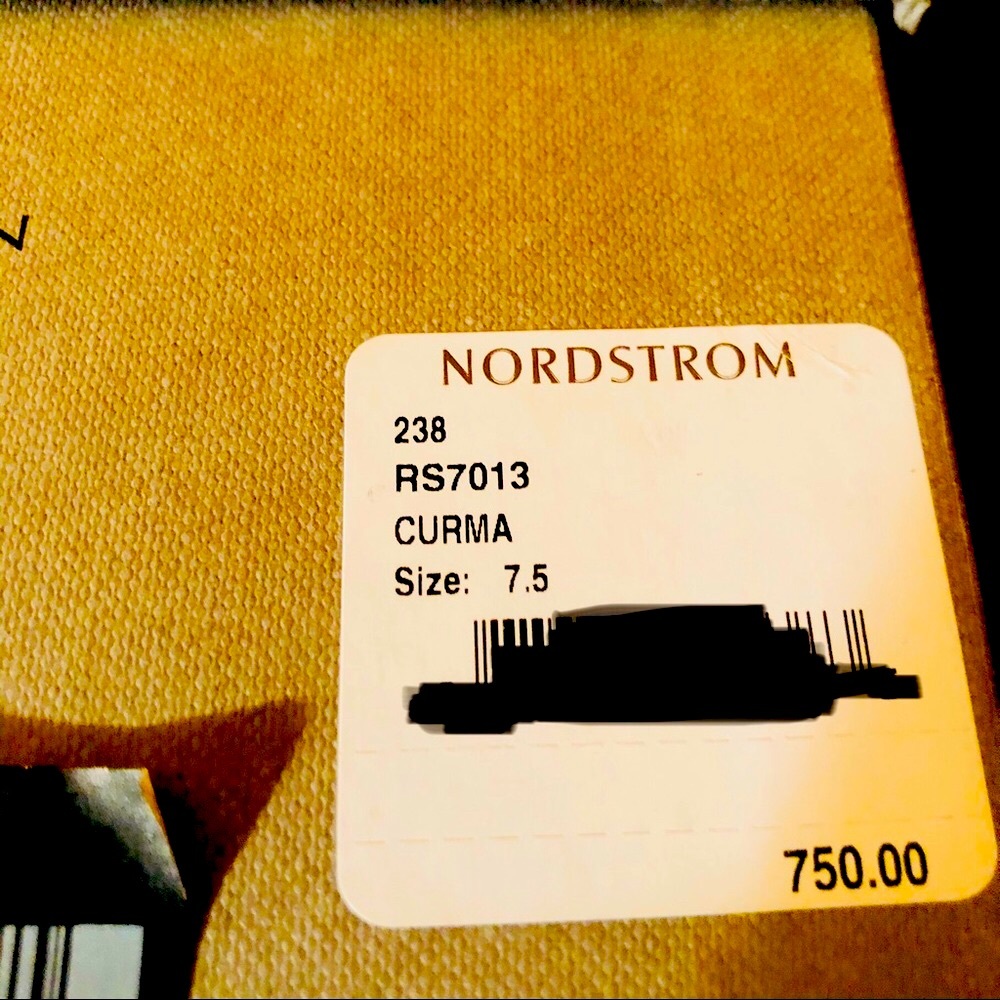 NORDSTROM
238
RS7013
CURMA
Size: 7.5
750.00